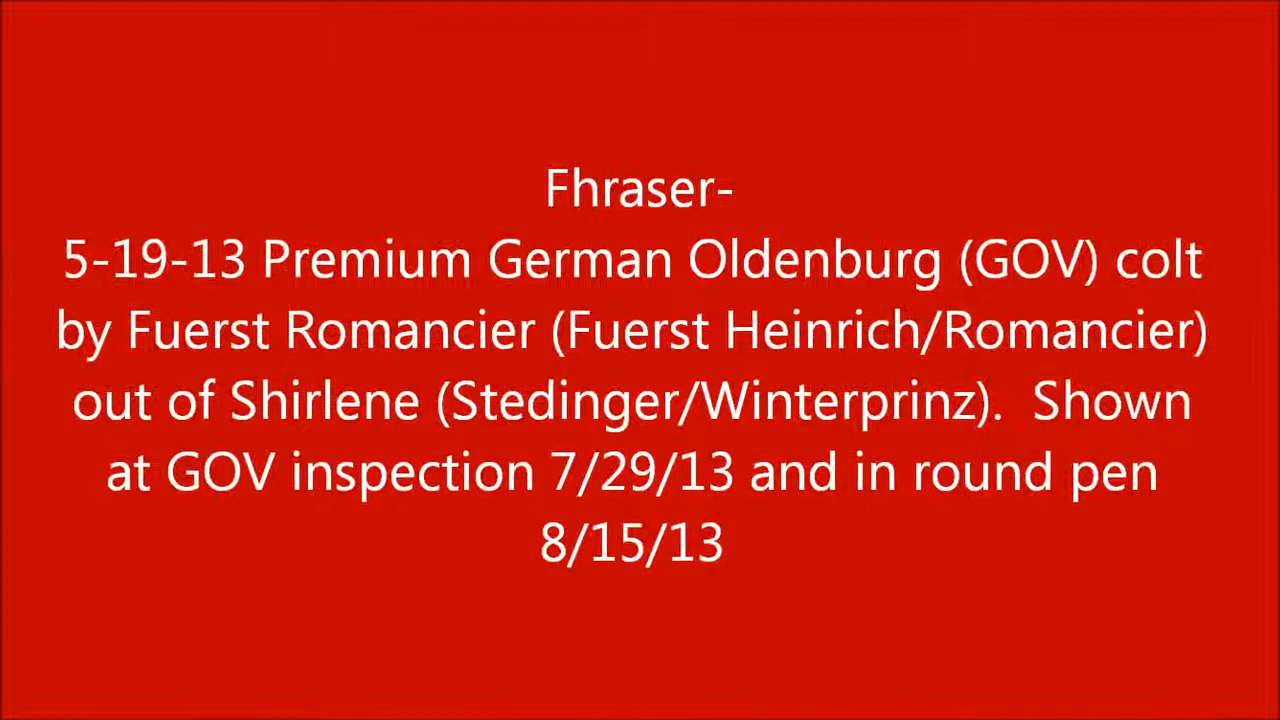 Fhraser-
5-19-13 Premium German Oldenburg (GOV) colt
by Fuerst Romancier (Fuerst Heinrich/Romancier)
out of Shirlene (Stedinger/Winterprinz).  Shown
at GOV inspection 7/29/13 and in round pen
8/15/13